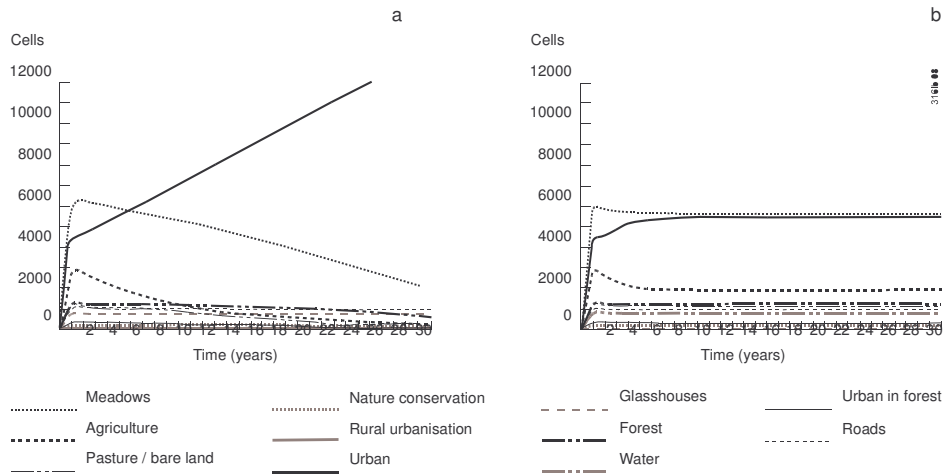 a
b
Cells
Cells
12000
10000
8000
6000
4000
2000
0
2 4 6 8 10 12 14 16 18 20 22 24 26 28 30
Time (years)
12000
10000
8000
6000
4000
2000
0
2 4 6 8 10 12 14 16 18 20 22 24 26 28 30
Time (years)
Meadows
Agriculture
Pasture / bare land
Nature conservation
Rural urbanisation
Urban
Glasshouses
Forest
Water
Urban in forest
Roads